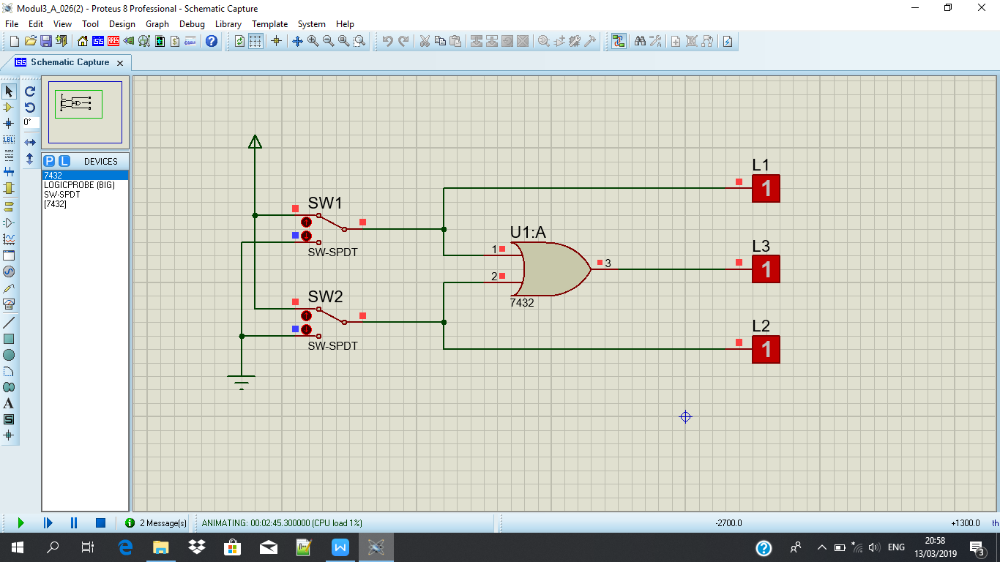 Modul3_A_026(2) - Proteus 8 Professional - Schematic Capture
File Edit View Tool Design Graph Debug Library Template System Help
Schematic Capture
LBL
0°
P L DEVICES
7432
LOGICPROBE (BIG)
SW-SPDT
[7432]
A
S
L1
1
SW1
SW-SPDT
U1:A
1
2
3
7432
L3
1
SW2
SW-SPDT
L2
1
2 Message(s)
ANIMATING: 00:02:45.300000 (CPU load 1%)
-2700.0
+1300.0
th
ENG
20:58
13/03/2019
3